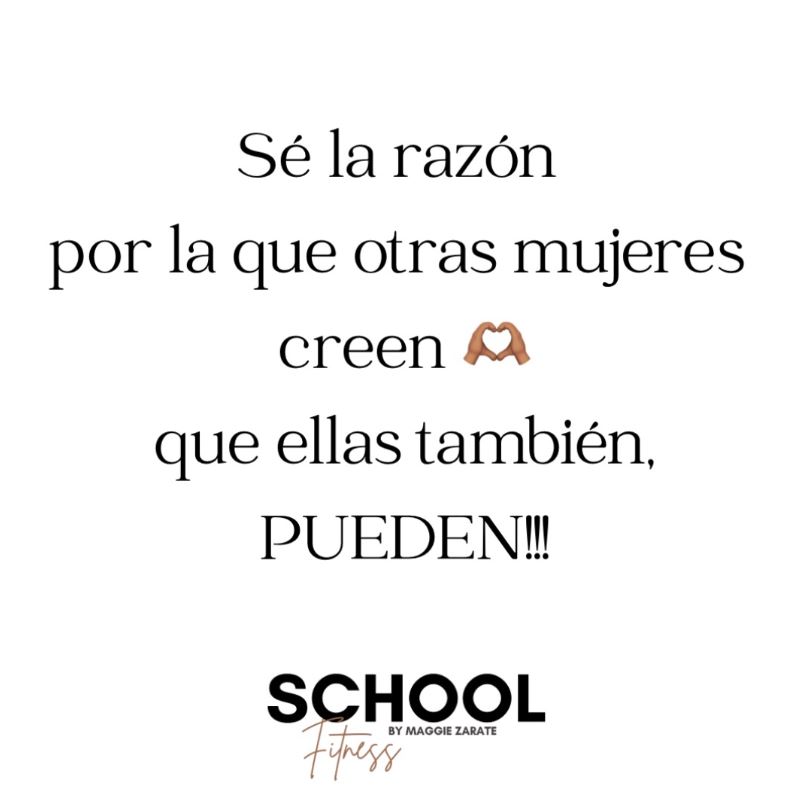 Sé la razón
por la que otras mujeres
creen 🫶🏽
que ellas también,
PUEDEN!!!
SCHOOL
BY MAGGIE ZARATE
Fitness